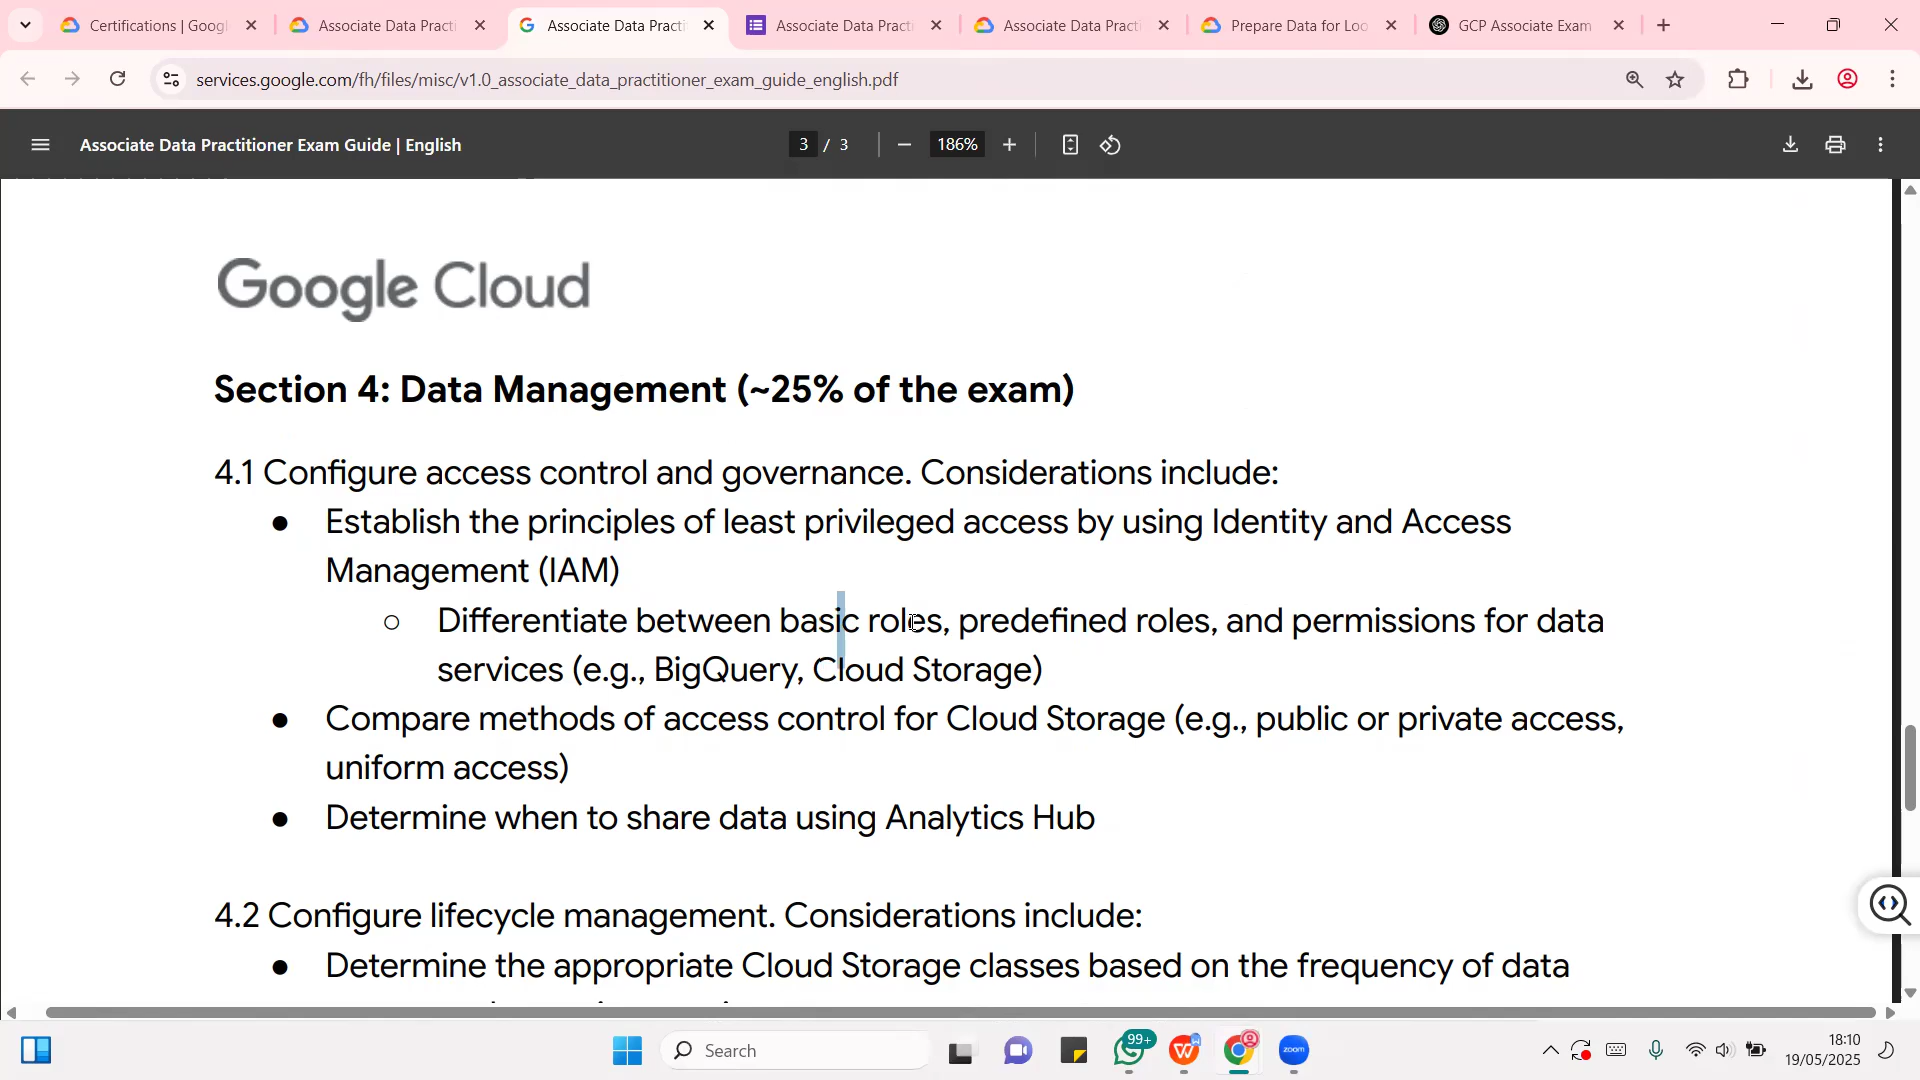 Certifications | Googl
Associate Data Practi
Associate Data Practi
Associate Data Practi
Associate Data Practi
Prepare Data for Loo
GCP Associate Exam
services.google.com/fh/files/misc/v1.0_associate_data_practitioner_exam_guide_english.pdf
Associate Data Practitioner Exam Guide | English
3 / 3
186%
Google Cloud
Section 4: Data Management (~25% of the exam)
4.1 Configure access control and governance. Considerations include:
● Establish the principles of least privileged access by using Identity and Access
Management (IAM)
○ Differentiate between basic roles, predefined roles, and permissions for data
services (e.g., BigQuery, Cloud Storage)
● Compare methods of access control for Cloud Storage (e.g., public or private access,
uniform access)
● Determine when to share data using Analytics Hub
4.2 Configure lifecycle management. Considerations include:
● Determine the appropriate Cloud Storage classes based on the frequency of data
Search
99+
zoom
18:10
19/05/2025